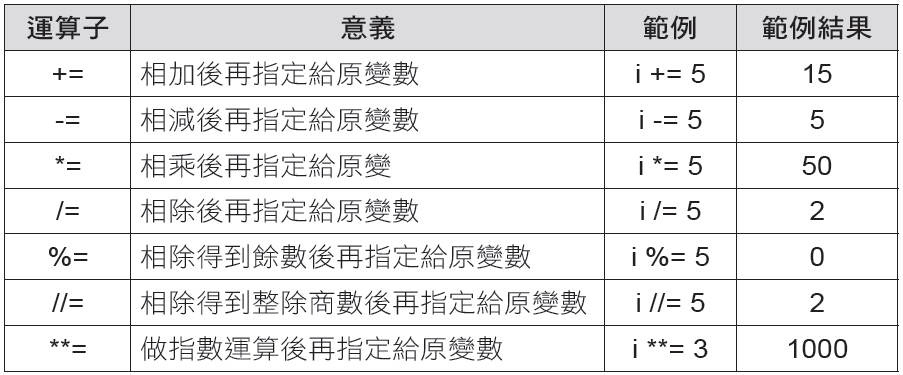 運算子 意義 範例 範例結果
+= 相加後再指定給原變數 i += 5 15
-= 相減後再指定給原變數 i -= 5 5
*= 相乘後再指定給原變 i *= 5 50
/= 相除後再指定給原變數 i /= 5 2
%= 相除得到餘數後再指定給原變數 i %= 5 0
//= 相除得到整除商數後再指定給原變數 i //= 5 2
**= 做指數運算後再指定給原變數 i **= 3 1000